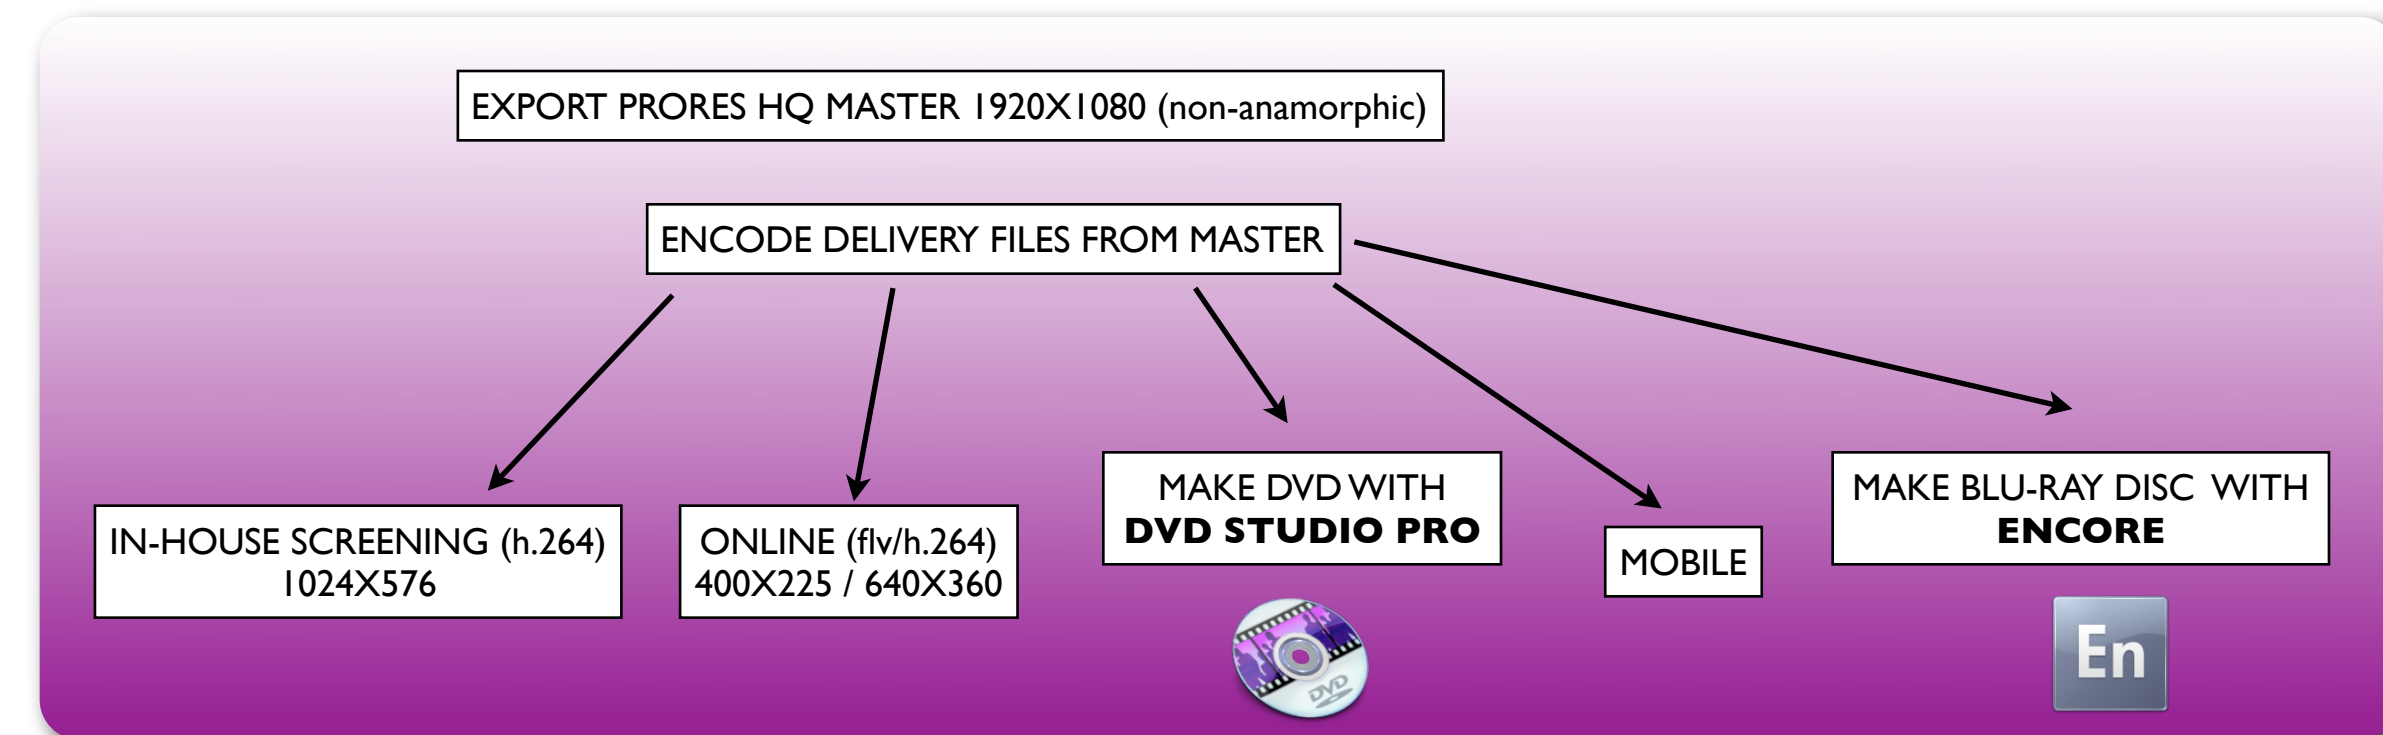 EXPORT PRORES HQ MASTER 1920X1080 (non-anamorphic)
ENCODE DELIVERY FILES FROM MASTER
IN-HOUSE SCREENING (h.264)
1024X576
ONLINE (flv/h.264)
400X225 / 640X360
MAKE DVD WITH
DVD STUDIO PRO
DVD
MOBILE
MAKE BLU-RAY DISC WITH
ENCORE
En